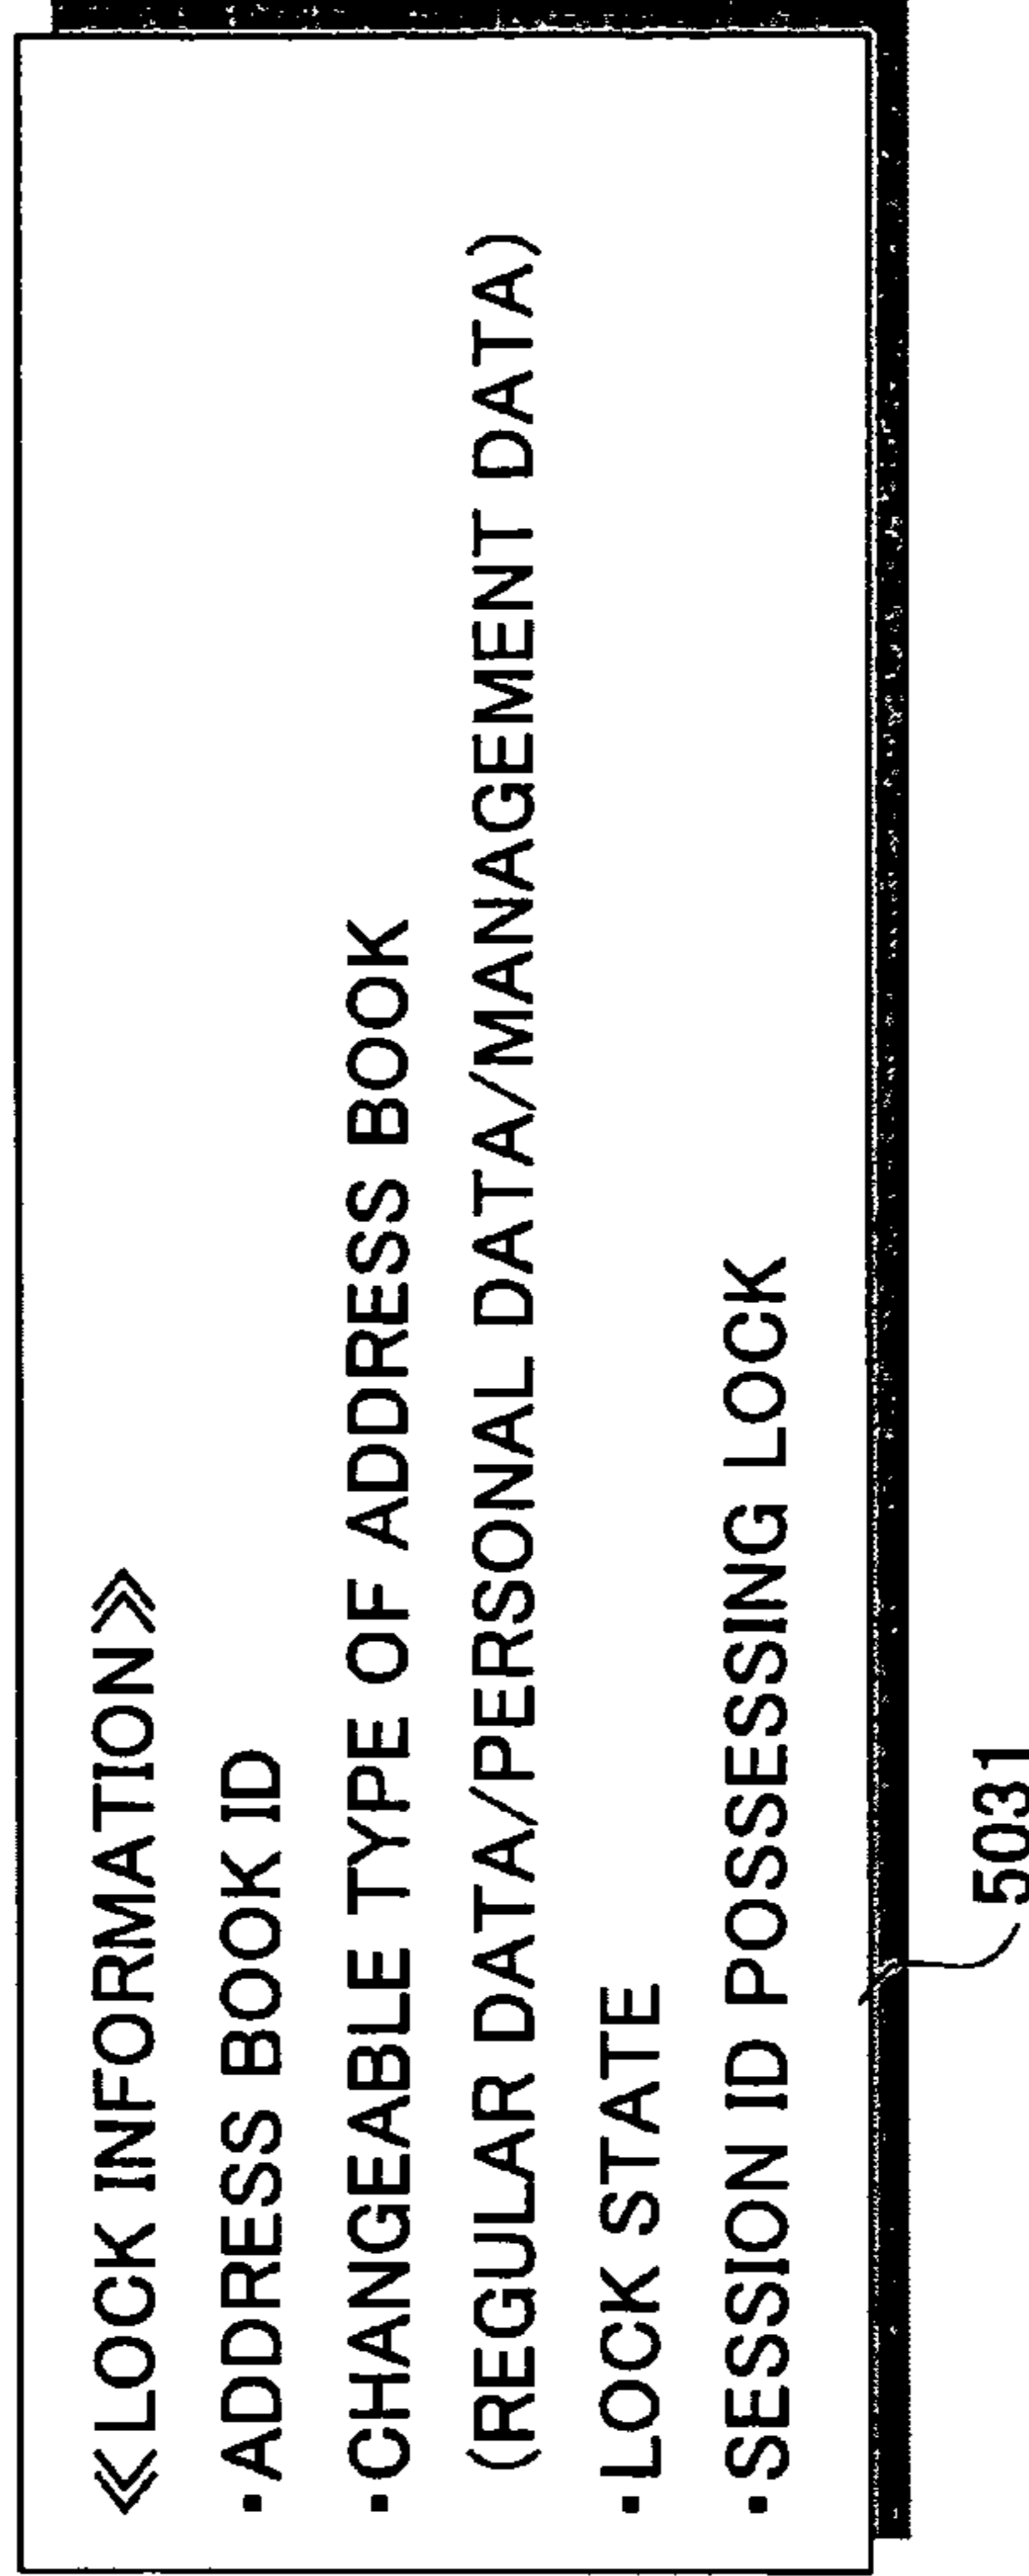 ≪LOCK INFORMATION≫
・ADDRESS BOOK ID
・CHANGEABLE TYPE OF ADDRESS BOOK
(REGULAR DATA/PERSONAL DATA/MANAGEMENT DATA)
・LOCK STATE
・SESSION ID POSSESSING LOCK
5031